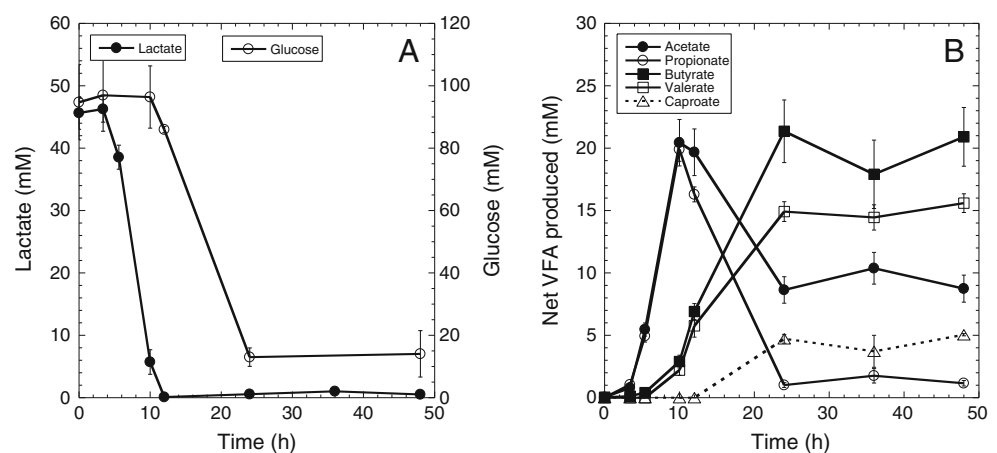 A
Lactate
Glucose
Lactate (mM)
60
50
40
30
20
10
0
Glucose (mM)
120
100
80
60
40
20
0
0 10 20 30 40 50
Time (h)
B
Acetate
Propionate
Butyrate
Valerate
Caproate
Net VFA produced (mM)
30
25
20
15
10
5
0
0 10 20 30 40 50
Time (h)